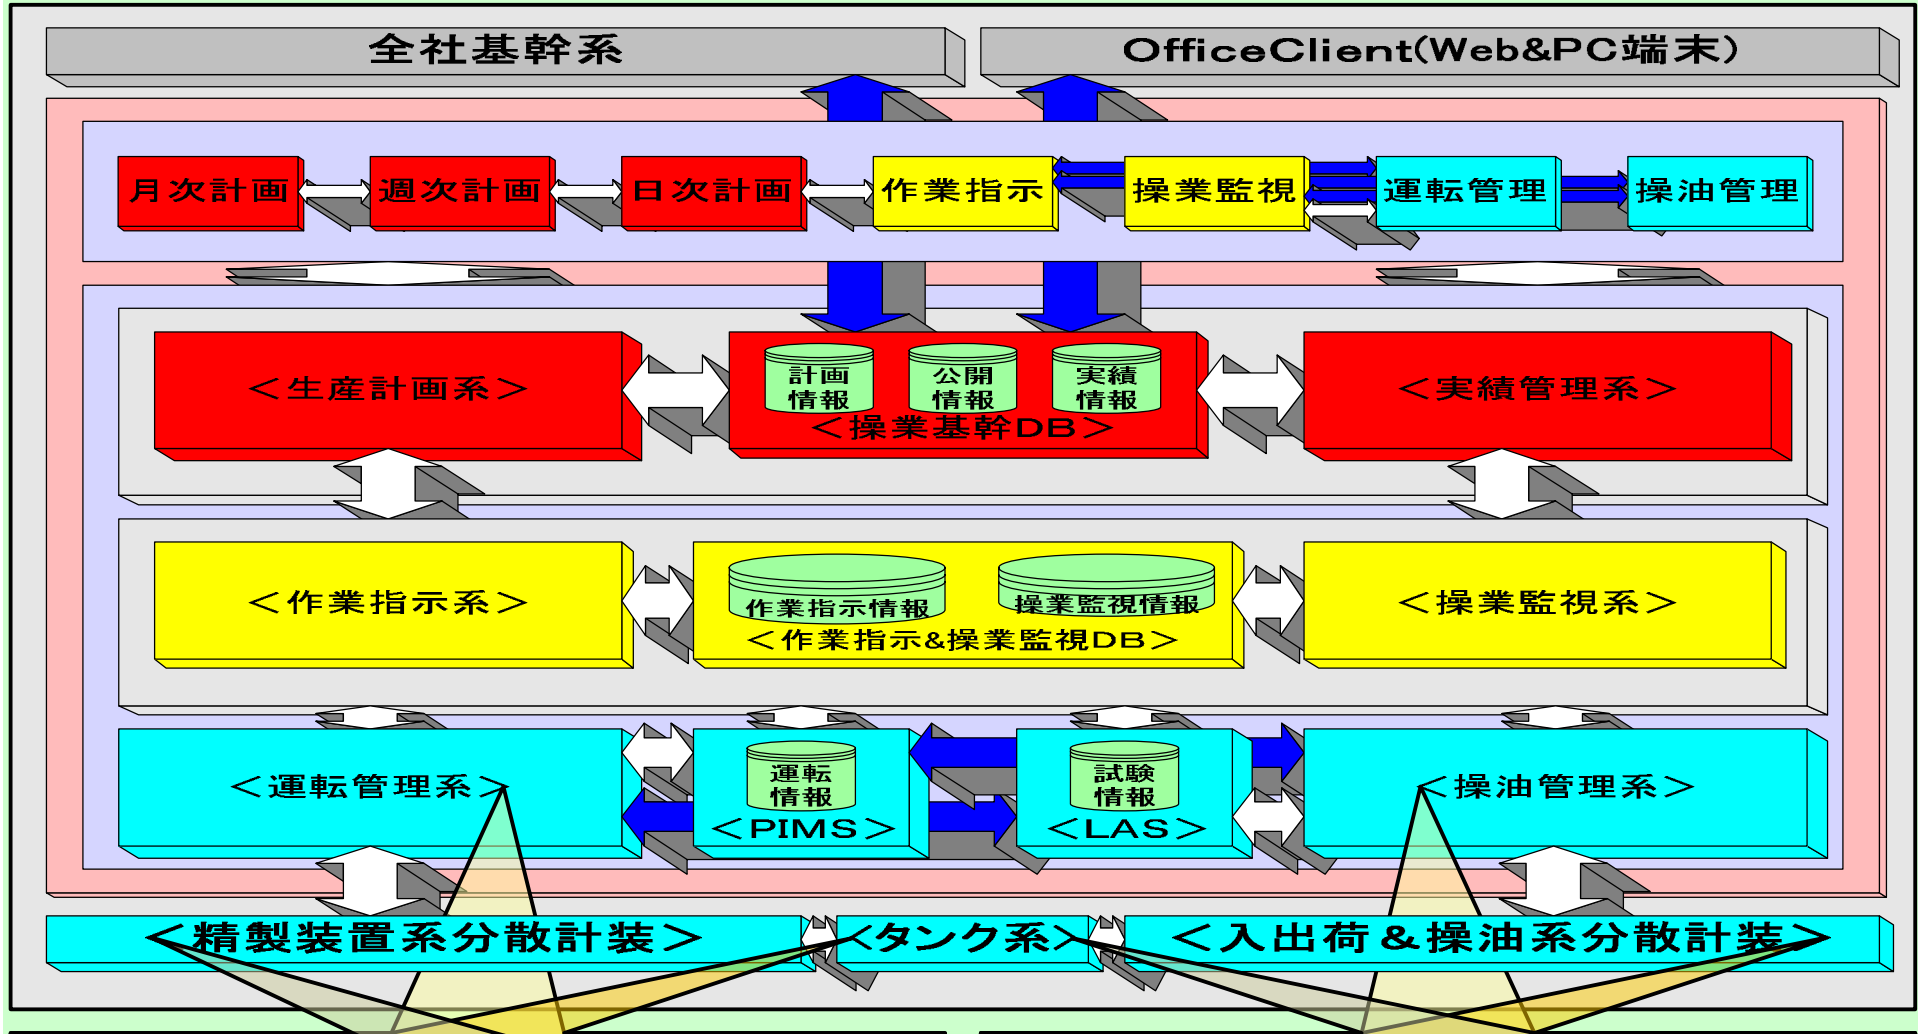 全社基幹系
OfficeClient(Web&PC端末)
月次計画
週次計画
日次計画
作業指示
操業監視
運転管理
操油管理
＜生産計画系＞
計画
情報
公開
情報
実績
情報
＜操業基幹DB＞
＜実績管理系＞
＜作業指示系＞
作業指示情報
操業監視情報
＜作業指示&操業監視DB＞
＜操業監視系＞
＜運転管理系＞
運転
情報
＜PIMS＞
試験
情報
＜LAS＞
＜操油管理系＞
＜精製装置系分散計装＞
＜タンク系＞
＜入出荷＆操油系分散計装＞